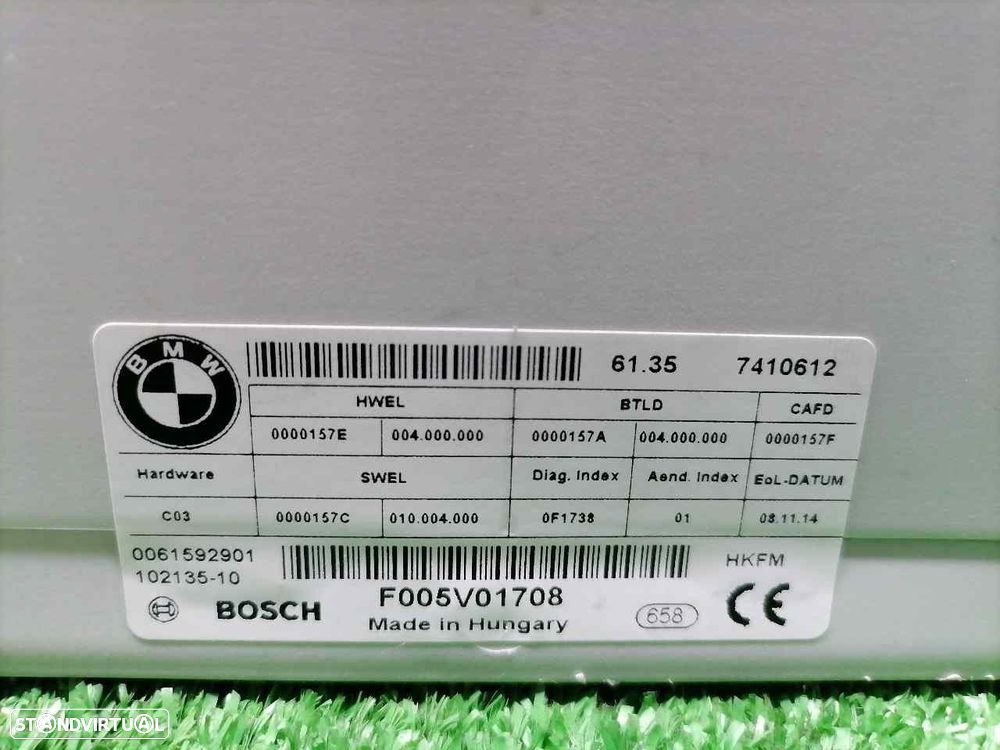 BMW
61.35 7410612
HWEL BTLD CAFD
0000157E 004.000.000 0000157A 004.000.000 0000157F
Hardware SWEL Diag. Index Aend. Index EoL-DATUM
C03 0000157C 010.004.000 0F1738 01 08.11.14
0061592901 HKFM
102135-10
BOSCH F005V01708 658 CE
Made in Hungary
STANDVIRTUAL